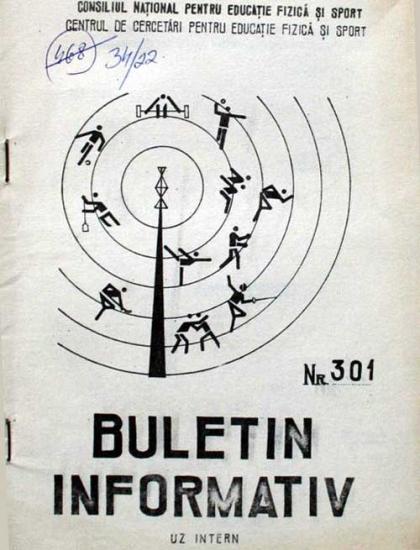 CONSILIUL NAȚIONAL PENTRU EDUCAȚIE FIZICĂ ȘI SPORT
CENTRUL DE CERCETĂRI PENTRU EDUCAȚIE FIZICĂ ȘI SPORT
468 34/22
NR. 301
BULETIN
INFORMATIV
UZ INTERN